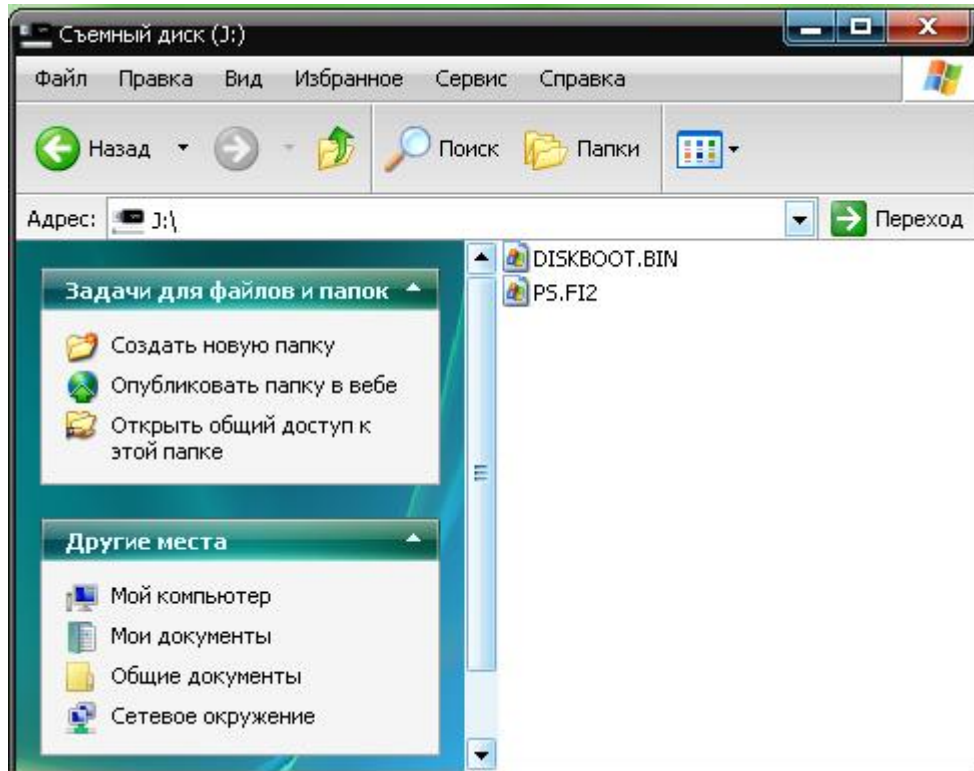 Съемный диск (J:)
Файл Правка Вид Избранное Сервис Справка
Назад Поиск Папки
Адрес: J:\ Переход
Задачи для файлов и папок
Создать новую папку
Опубликовать папку в вебе
Открыть общий доступ к
этой папке
Другие места
Мой компьютер
Мои документы
Общие документы
Сетевое окружение
DISKBOOT.BIN
PS.FI2